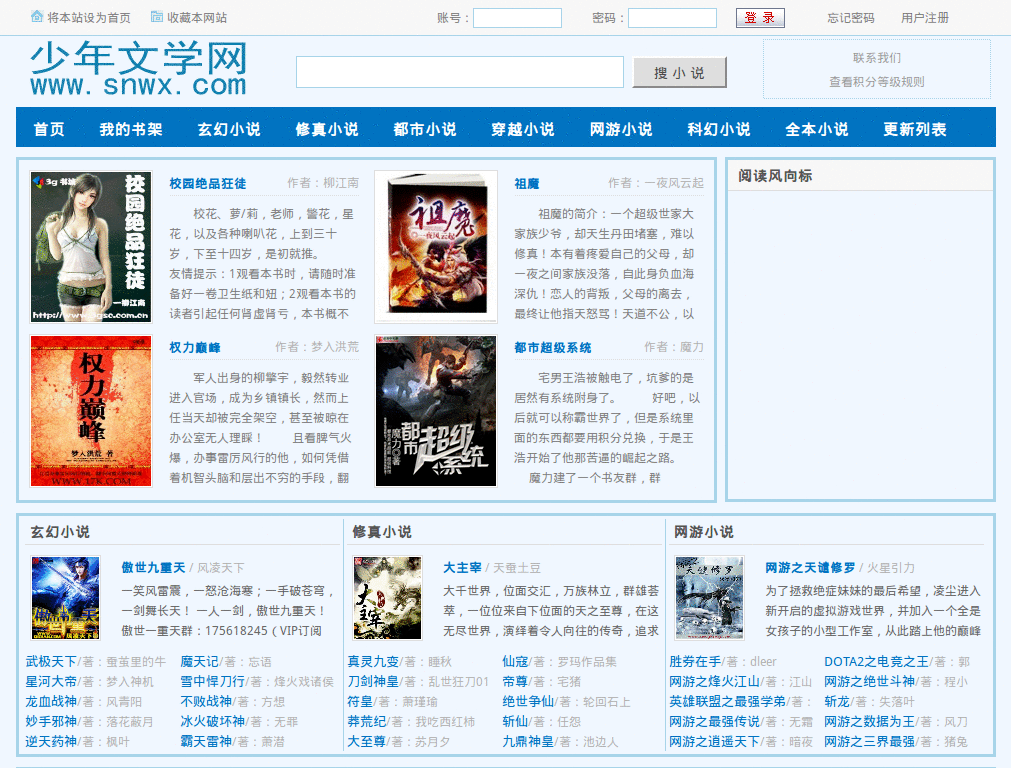 将本站设为首页 收藏本网站 账号： 密码： 登 录 忘记密码 用户注册
少年文学网
www.snwx.com
搜 小 说
联系我们
查看积分等级规则
首页 我的书架 玄幻小说 修真小说 都市小说 穿越小说 网游小说 科幻小说 全本小说 更新列表
3g 书城
校园绝品狂徒
一柳江南
校园绝品狂徒 作者：柳江南
校花、萝/莉，老师，警花，星
花，以及各种喇叭花，上到三十
岁，下至十四岁，是初就推。
友情提示：1观看本书时，请随时准
备好一卷卫生纸和妞；2观看本书的
读者引起任何肾虚肾亏，本书概不
祖魔
一夜风云起
祖魔 作者：一夜风云起
祖魔的简介：一个超级世家大
家族少爷，却天生丹田堵塞，难以
修真！本有着疼爱自己的父母，却
一夜之间家族没落，自此身负血海
深仇！恋人的背叛，父母的离去，
最终让他指天怒骂！天道不公，以
阅读风向标
权力巅峰
梦入洪荒 著
权力巅峰 作者：梦入洪荒
军人出身的柳擎宇，毅然转业
进入官场，成为乡镇镇长，然而上
任当天却被完全架空，甚至被晾在
办公室无人理睬！ 且看脾气火
爆，办事雷厉风行的他，如何凭借
着机智头脑和层出不穷的手段，翻
都市超级系统
魔力◎著
都市超级系统 作者：魔力
宅男王浩被触电了，坑爹的是
居然有系统附身了。 好吧，以
后就可以称霸世界了，但是系统里
面的东西都要用积分兑换，于是王
浩开始了他那苦逼的崛起之路。
魔力建了一个书友群，群
玄幻小说
傲世九重天 / 风凌天下
一笑风雷震，一怒沧海寒；一手破苍穹，
一剑舞长天！ 一人一剑，傲世九重天！
傲世一重天群：175618245 ( VIP订阅
武极天下/著：蚕茧里的牛 魔天记/著：忘语
星河大帝/著：梦入神机 雪中悍刀行/著：烽火戏诸侯
龙血战神/著：风青阳 不败战神/著：方想
妙手邪神/著：落花敲月 冰火破坏神/著：无罪
逆天药神/著：枫叶 霸天雷神/著：萧潜
修真小说
大主宰 / 天蚕土豆
大千世界，位面交汇，万族林立，群雄荟
萃，一位位来自下位面的天之至尊，在这
无尽世界，演绎着令人向往的传奇，追求
真灵九变/著：睡秋 仙寇/著：罗玛作品集
刀剑神皇/著：乱世狂刀01 帝尊/著：宅猪
符皇/著：萧瑾瑜 绝世争仙/著：轮回石上
莽荒纪/著：我吃西红柿 斩仙/著：任怨
大至尊/著：苏月夕 九鼎神皇/著：池边人
网游小说
网游之天谴修罗 / 火星引力
为了拯救绝症妹妹的最后希望，凌尘进入
新开启的虚拟游戏世界，并加入一个全是
女孩子的小型工作室，从此踏上他的巅峰
胜券在手/著：dleer DOTA2之电竞之王/著：郭
网游之烽火江山/著：江山 网游之绝世斗神/著：程小
英雄联盟之最强学弟/著： 斩龙/著：失落叶
网游之最强传说/著：无霜 网游之数据为王/著：风刀
网游之逍遥天下/著：暗夜 网游之三界最强/著：猪兔